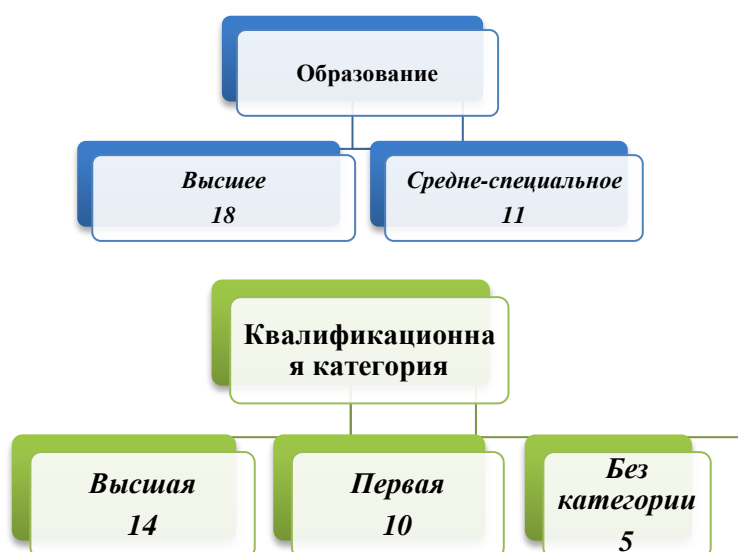 Образование
Высшее
18
Средне-специальное
11
Квалификационна
я категория
Высшая
14
Первая
10
Без
категории
5